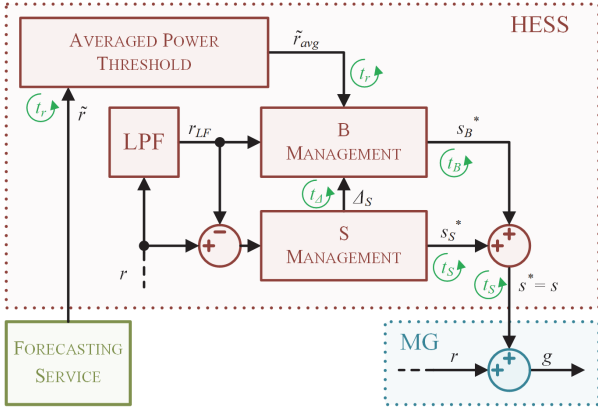 HESS
AVERAGED POWER
THRESHOLD
r̃avg
tr
tr
r̃
LPF
rLF
B
MANAGEMENT
sB*
tB
tΔ
ΔS
S
MANAGEMENT
sS*
tS
+
−
+
+
r
tS
s* = s
FORECASTING
SERVICE
MG
r
+
+
g